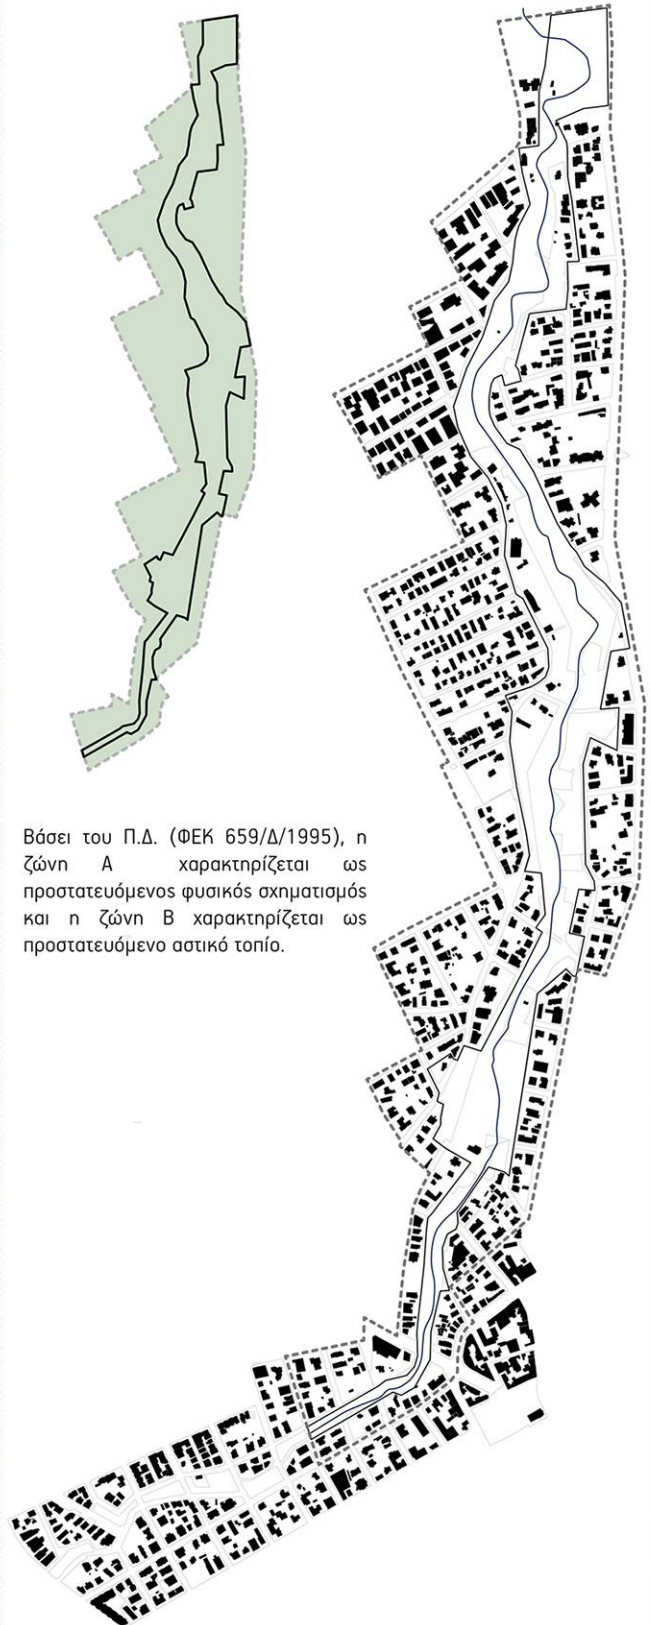 Βάσει του Π.Δ. (ΦΕΚ 659/Δ/1995), η
ζώνη Α χαρακτηρίζεται ως
προστατευόμενος φυσικός σχηματισμός
και η ζώνη Β χαρακτηρίζεται ως
προστατευόμενο αστικό τοπίο.